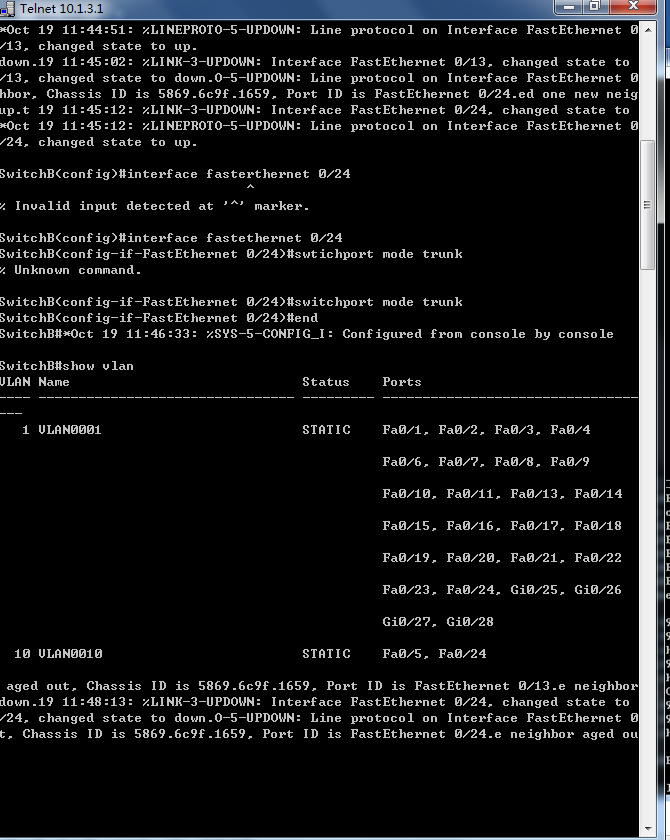 Telnet 10.1.3.1
*Oct 19 11:44:51: %LINEPROTO-5-UPDOWN: Line protocol on Interface FastEthernet 0
/13, changed state to up.
down.19 11:45:02: %LINK-3-UPDOWN: Interface FastEthernet 0/13, changed state to
/13, changed state to down.O-5-UPDOWN: Line protocol on Interface FastEthernet 0
hbor, Chassis ID is 5869.6c9f.1659, Port ID is FastEthernet 0/24.ed one new neig
up.t 19 11:45:12: %LINK-3-UPDOWN: Interface FastEthernet 0/24, changed state to
*Oct 19 11:45:12: %LINEPROTO-5-UPDOWN: Line protocol on Interface FastEthernet 0
/24, changed state to up.
SwitchB(config)#interface fasterthernet 0/24
^
% Invalid input detected at '^' marker.
SwitchB(config)#interface fastethernet 0/24
SwitchB(config-if-FastEthernet 0/24)#swtichport mode trunk
% Unknown command.
SwitchB(config-if-FastEthernet 0/24)#switchport mode trunk
SwitchB(config-if-FastEthernet 0/24)#end
SwitchB#*Oct 19 11:46:33: %SYS-5-CONFIG_I: Configured from console by console
SwitchB#show vlan
VLAN Name Status Ports
---- -------------------------------- --------- --------------------------------
---
1 VLAN0001 STATIC Fa0/1, Fa0/2, Fa0/3, Fa0/4
Fa0/6, Fa0/7, Fa0/8, Fa0/9
Fa0/10, Fa0/11, Fa0/13, Fa0/14
Fa0/15, Fa0/16, Fa0/17, Fa0/18
Fa0/19, Fa0/20, Fa0/21, Fa0/22
Fa0/23, Fa0/24, Gi0/25, Gi0/26
Gi0/27, Gi0/28
10 VLAN0010 STATIC Fa0/5, Fa0/24
aged out, Chassis ID is 5869.6c9f.1659, Port ID is FastEthernet 0/13.e neighbor
down.19 11:48:13: %LINK-3-UPDOWN: Interface FastEthernet 0/24, changed state to
/24, changed state to down.O-5-UPDOWN: Line protocol on Interface FastEthernet 0
t, Chassis ID is 5869.6c9f.1659, Port ID is FastEthernet 0/24.e neighbor aged ou